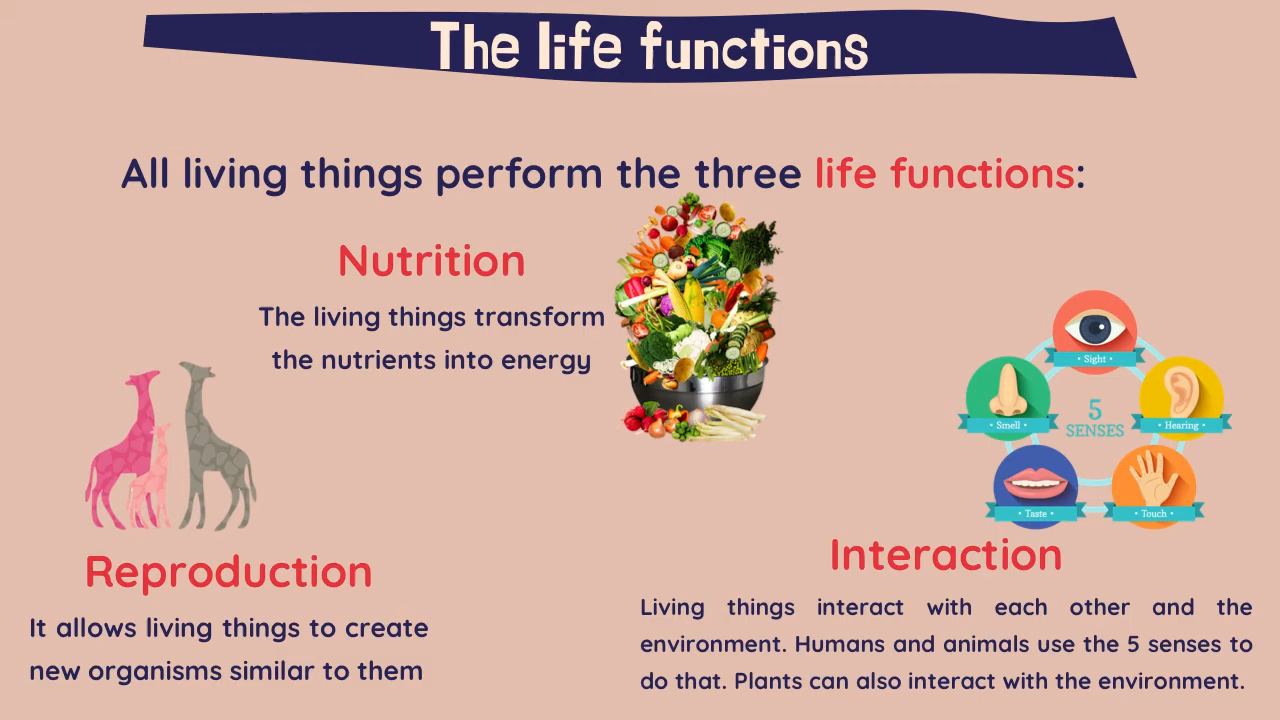 The life functions
All living things perform the three life functions:
Nutrition
The living things transform
the nutrients into energy
• Sight •
• Smell •
5
SENSES
• Hearing •
• Taste •
• Touch •
Reproduction
It allows living things to create
new organisms similar to them
Interaction
Living things interact with each other and the
environment. Humans and animals use the 5 senses to
do that. Plants can also interact with the environment.